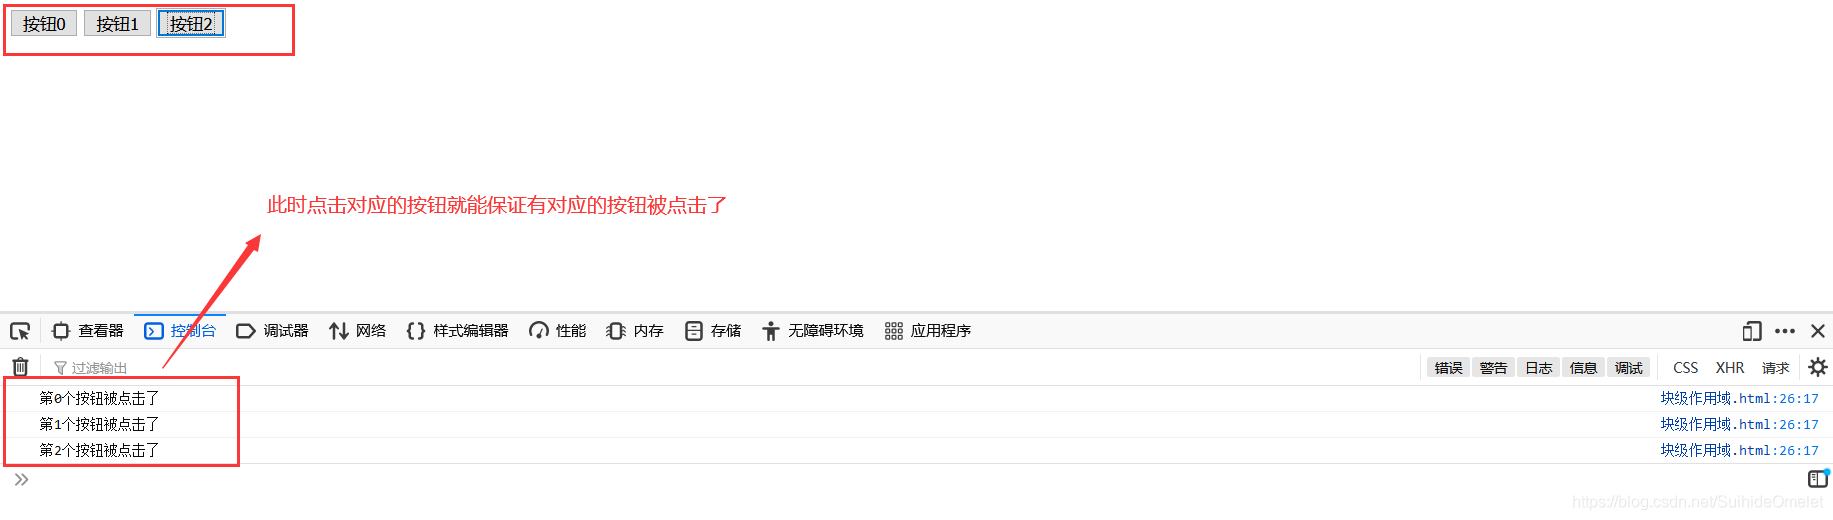 按钮0 按钮1 按钮2
此时点击对应的按钮就能保证有对应的按钮被点击了
查看器 控制台 调试器 网络 样式编辑器 性能 内存 存储 无障碍环境 应用程序
过滤输出 错误 警告 日志 信息 调试 CSS XHR 请求
第0个按钮被点击了 块级作用域.html:26:17
第1个按钮被点击了 块级作用域.html:26:17
第2个按钮被点击了 块级作用域.html:26:17
https://blog.csdn.net/SuihideOmelet